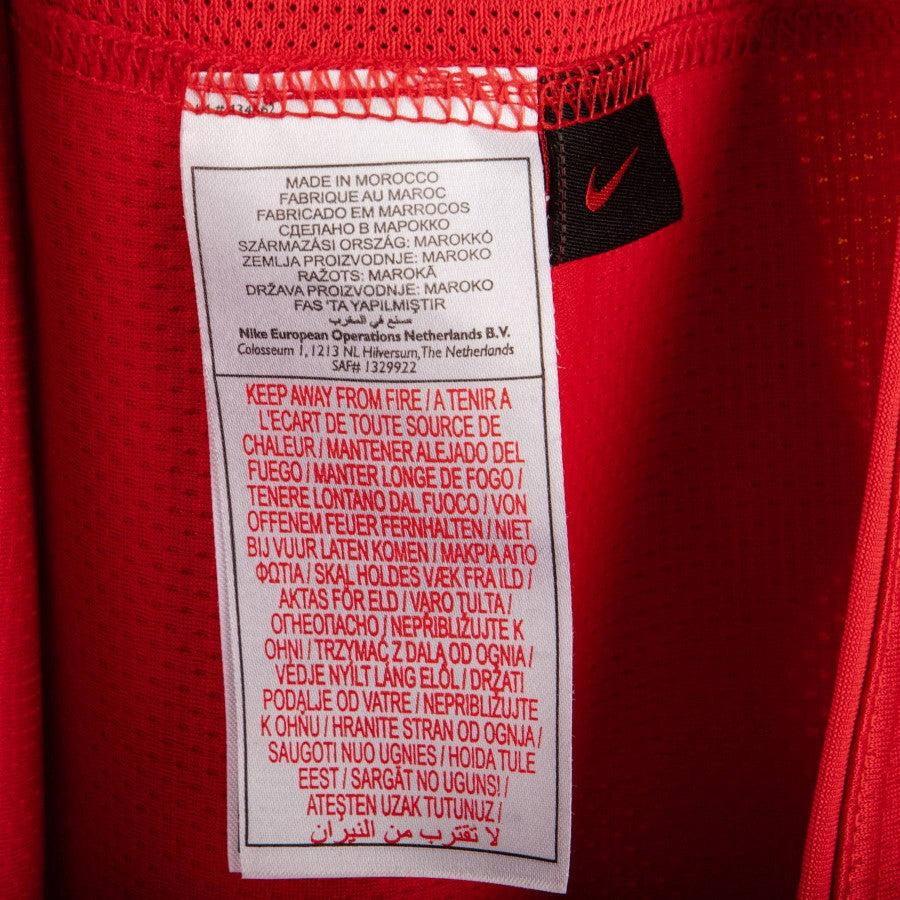 MADE IN MOROCCO
FABRIQUE AU MAROC
FABRICADO EM MARROCOS
СДЕЛАНО В МАРОККО
SZÁRMAZÁSI ORSZÁG: MAROKKÓ
ZEMLJA PROIZVODNJE: MAROKO
RAŽOTS: MAROKĀ
DRŽAVA PROIZVODNJE: MAROKO
FAS 'TA YAPILMIŞTIR
صنع في المغرب
Nike European Operations Netherlands B.V.
Colosseum 1, 1213 NL Hilversum, The Netherlands
SAF# 1329922
KEEP AWAY FROM FIRE / A TENIR A
L'ECART DE TOUTE SOURCE DE
CHALEUR / MANTENER ALEJADO DEL
FUEGO / MANTER LONGE DE FOGO /
TENERE LONTANO DAL FUOCO / VON
OFFENEM FEUER FERNHALTEN / NIET
BIJ VUUR LATEN KOMEN / ΜΑΚΡΙΑ ΑΠΟ
ΦΩΤΙΑ / SKAL HOLDES VÆK FRA ILD /
AKTAS FÖR ELD / VARO TULTA /
ОГНЕОПАСНО / NEPŘIBLIŽUJTE K
OHNI / TRZYMAĆ Z DALA OD OGNIA /
VÉDJE NYÍLT LÁNG ELŐL / DRŽATI
PODALJE OD VATRE / NEPRIBLIŽUJTE
K OHŇU / HRANITE STRAN OD OGNJA /
SAUGOTI NUO UGNIES / HOIDA TULE
EEST / SARGĀT NO UGUNS! /
ATEŞTEN UZAK TUTUNUZ /
لا تقترب من النيران